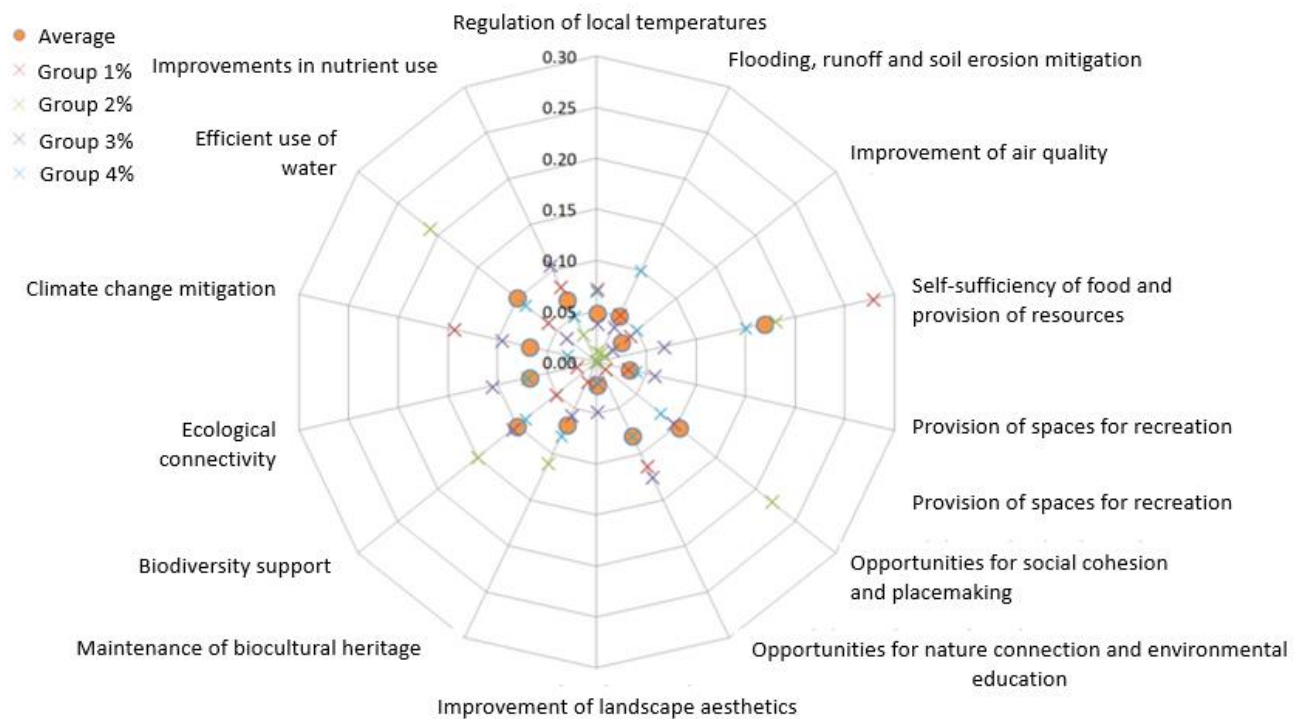 Regulation of local temperatures
Average
Group 1%
Group 2%
Group 3%
Group 4%
Improvements in nutrient use
Flooding, runoff and soil erosion mitigation
Efficient use of
water
Improvement of air quality
Climate change mitigation
Self-sufficiency of food and
provision of resources
0.30
0.25
0.20
0.15
0.10
0.05
0.00
Ecological
connectivity
Provision of spaces for recreation
Provision of spaces for recreation
Biodiversity support
Opportunities for social cohesion
and placemaking
Maintenance of biocultural heritage
Opportunities for nature connection and environmental
education
Improvement of landscape aesthetics